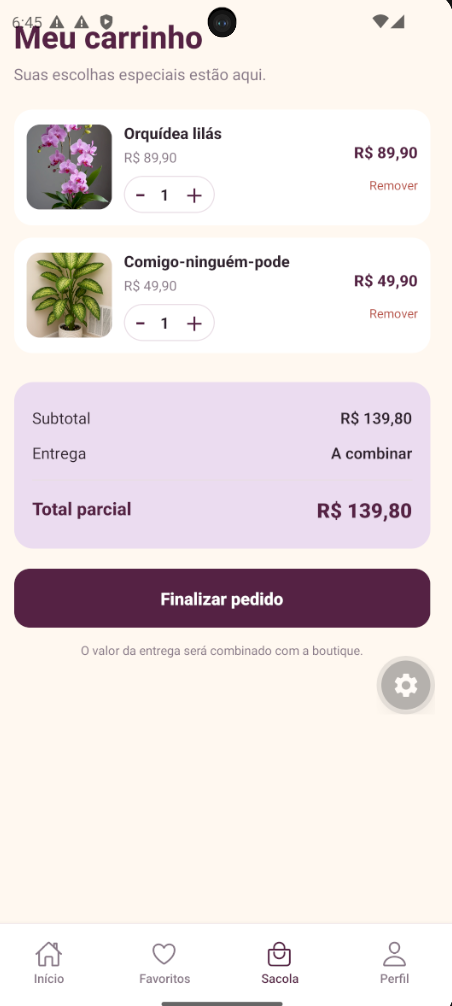 6:45
Meu carrinho
Suas escolhas especiais estão aqui.
Orquídea lilás
R$ 89,90
R$ 89,90
- 1 +
Remover
Comigo-ninguém-pode
R$ 49,90
R$ 49,90
- 1 +
Remover
Subtotal R$ 139,80
Entrega A combinar
Total parcial R$ 139,80
Finalizar pedido
O valor da entrega será combinado com a boutique.
Início Favoritos Sacola Perfil